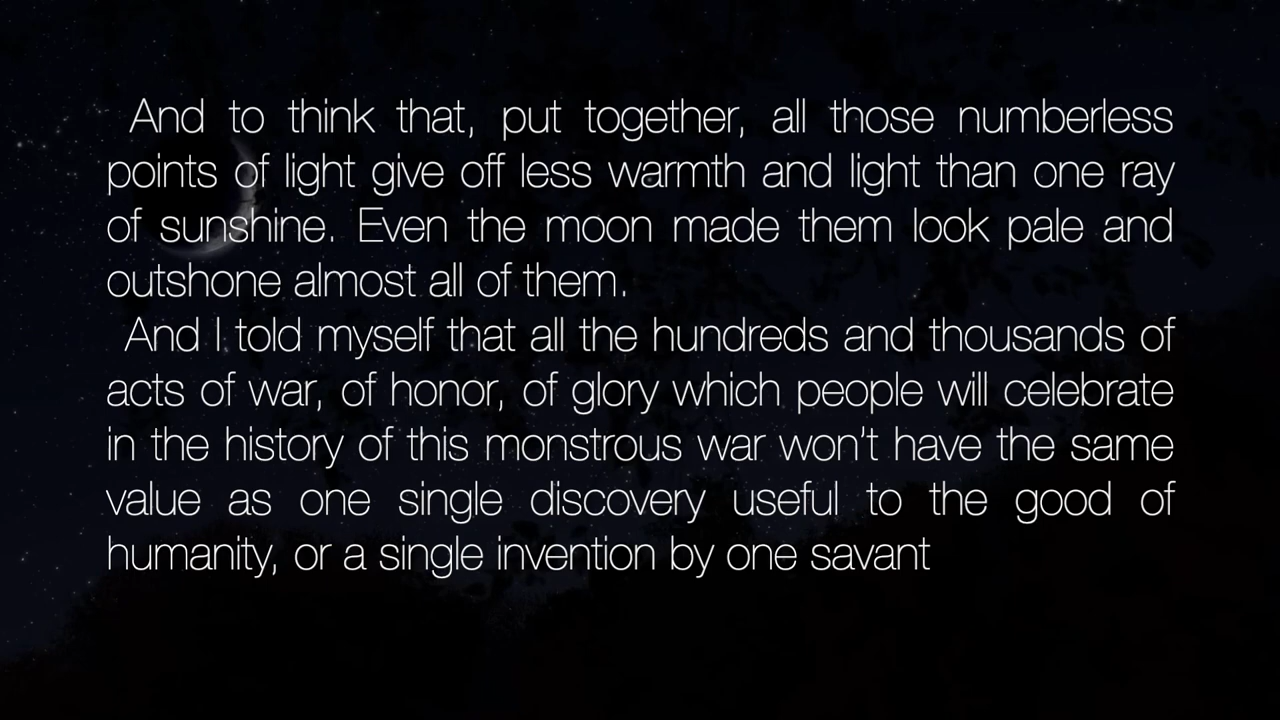 And to think that, put together, all those numberless
points of light give off less warmth and light than one ray
of sunshine. Even the moon made them look pale and
outshone almost all of them.
And I told myself that all the hundreds and thousands of
acts of war, of honor, of glory which people will celebrate
in the history of this monstrous war won't have the same
value as one single discovery useful to the good of
humanity, or a single invention by one savant